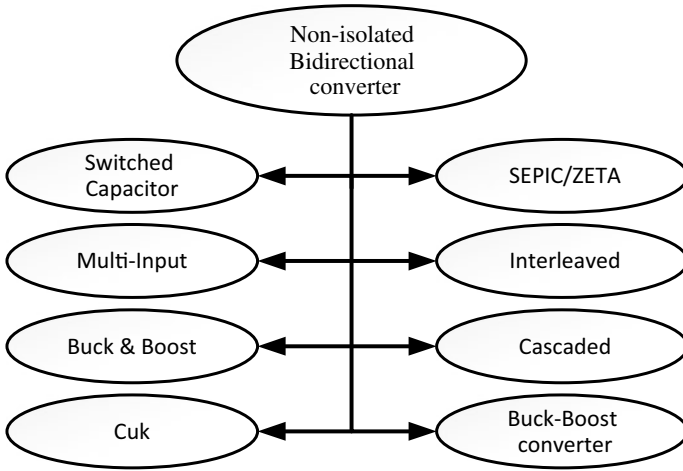 Non-isolated
Bidirectional
converter
Switched
Capacitor
SEPIC/ZETA
Multi-Input
Interleaved
Buck & Boost
Cascaded
Cuk
Buck-Boost
converter